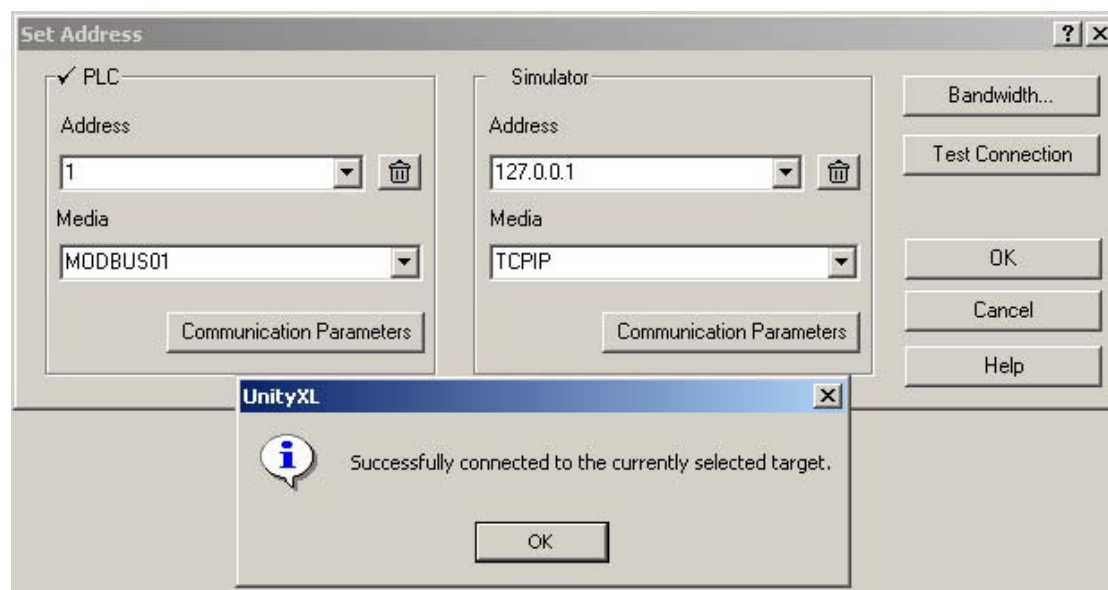 Set Address
✓ PLC
Address
1
Media
MODBUS01
Communication Parameters
Simulator
Address
127.0.0.1
Media
TCPIP
Communication Parameters
Bandwidth...
Test Connection
OK
Cancel
Help
UnityXL
Successfully connected to the currently selected target.
OK